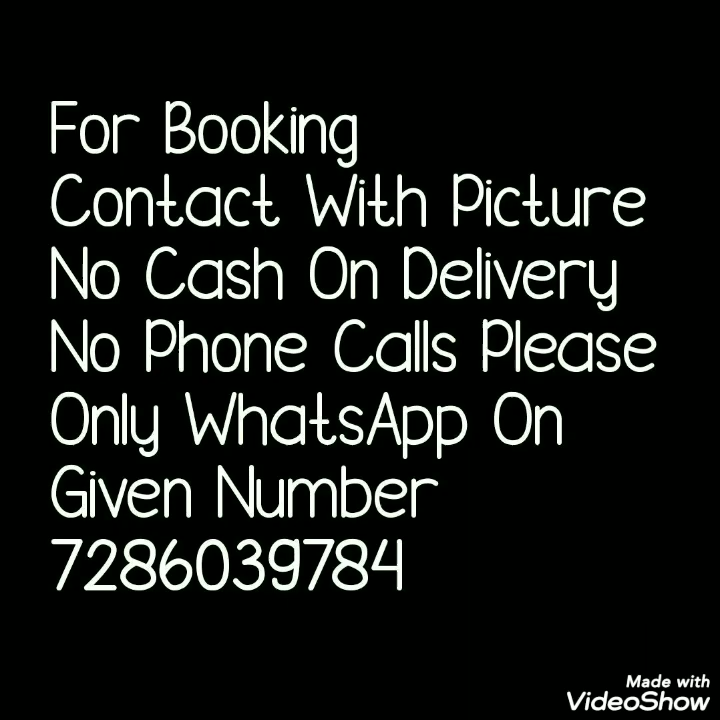 For Booking
Contact With Picture
No Cash On Delivery
No Phone Calls Please
Only WhatsApp On
Given Number
7286039784
Made with
VideoShow